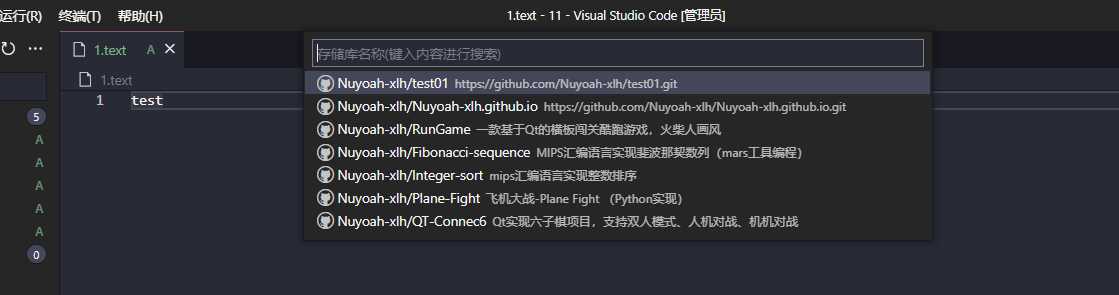 运行(R) 终端(T) 帮助(H) 1.text - 11 - Visual Studio Code [管理员]
1.text A
存储库名称(键入内容进行搜索)
1.text
Nuyoah-xlh/test01 https://github.com/Nuyoah-xlh/test01.git
1 test
Nuyoah-xlh/Nuyoah-xlh.github.io https://github.com/Nuyoah-xlh/Nuyoah-xlh.github.io.git
5
Nuyoah-xlh/RunGame 一款基于Qt的横板闯关酷跑游戏，火柴人画风
A
Nuyoah-xlh/Fibonacci-sequence MIPS汇编语言实现斐波那契数列（mars工具编程）
A
Nuyoah-xlh/Integer-sort mips汇编语言实现整数排序
A
Nuyoah-xlh/Plane-Fight 飞机大战-Plane Fight （Python实现）
A
Nuyoah-xlh/QT-Connec6 Qt实现六子棋项目，支持双人模式、人机对战、机机对战
A
0